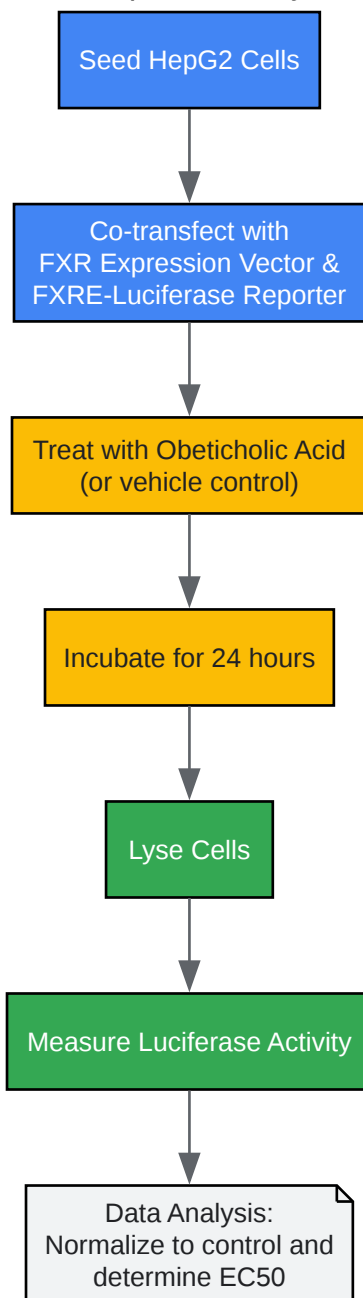 Seed HepG2 Cells
Co-transfect with
FXR Expression Vector &
FXRE-Luciferase Reporter
Treat with Obeticholic Acid
(or vehicle control)
Incubate for 24 hours
Lyse Cells
Measure Luciferase Activity
Data Analysis:
Normalize to control and
determine EC50